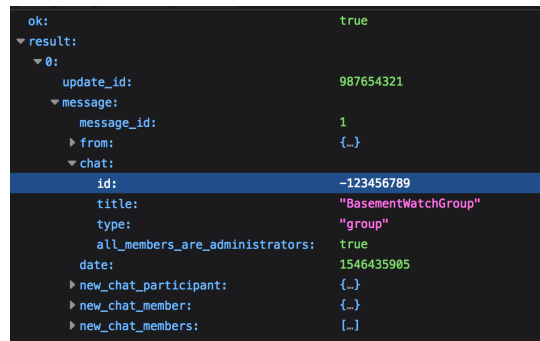 ok: true
result:
0:
update_id: 987654321
message:
message_id: 1
from: {…}
chat:
id: -123456789
title: "BasementWatchGroup"
type: "group"
all_members_are_administrators: true
date: 1546435905
new_chat_participant: {…}
new_chat_member: {…}
new_chat_members: […]